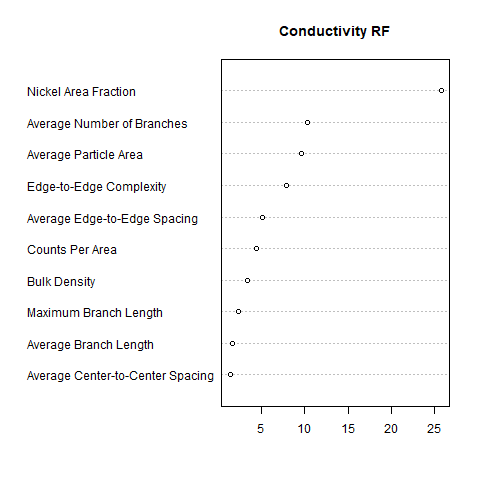 Conductivity RF
Nickel Area Fraction
Average Number of Branches
Average Particle Area
Edge-to-Edge Complexity
Average Edge-to-Edge Spacing
Counts Per Area
Bulk Density
Maximum Branch Length
Average Branch Length
Average Center-to-Center Spacing
5 10 15 20 25